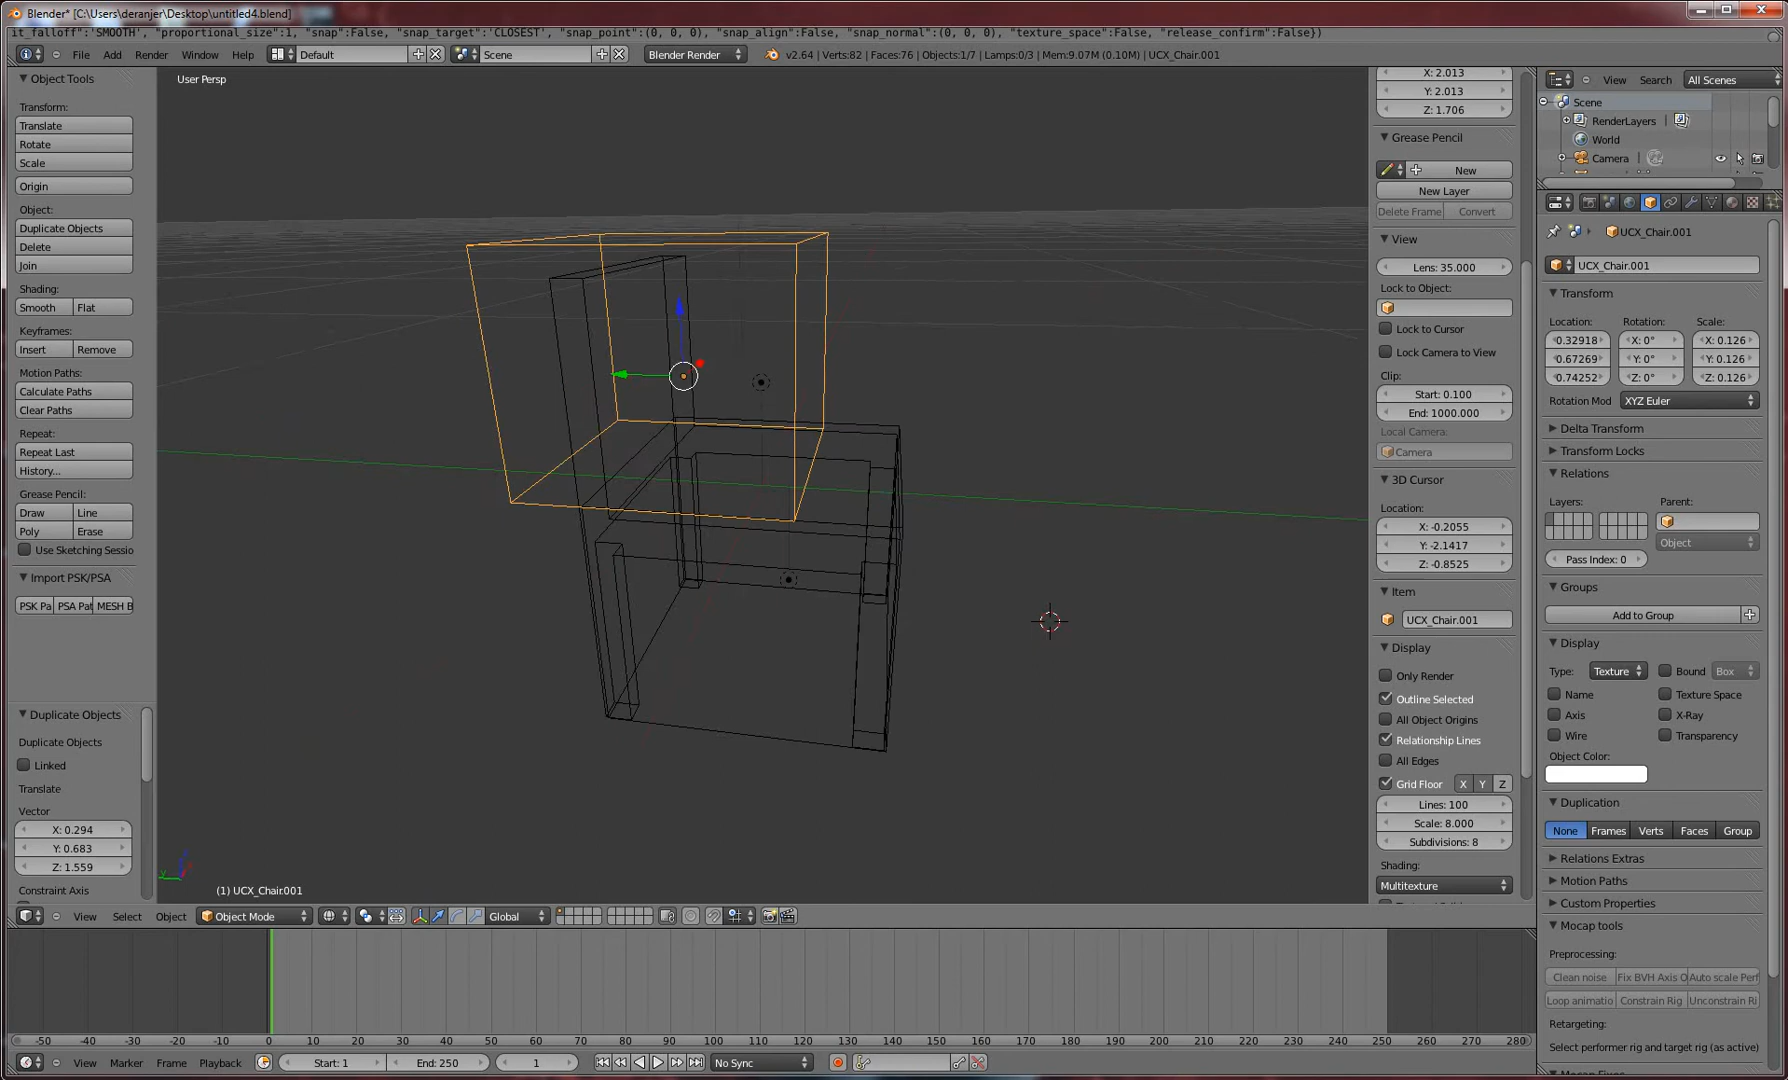 Blender* [C:\Users\deranjer\Desktop\untitled4.blend]
it_falloff":'SMOOTH', "proportional_size":1, "snap":False, "snap_target":'CLOSEST', "snap_point":(0, 0, 0), "snap_align":False, "snap_normal":(0, 0, 0), "texture_space":False, "release_confirm":False})
File Add Render Window Help Default Scene Blender Render v2.64 | Verts:82 | Faces:76 | Objects:1/7 | Lamps:0/3 | Mem:9.07M (0.10M) | UCX_Chair.001
Object Tools
Transform:
Translate
Rotate
Scale
Origin
Object:
Duplicate Objects
Delete
Join
Shading:
Smooth Flat
Keyframes:
Insert Remove
Motion Paths:
Calculate Paths
Clear Paths
Repeat:
Repeat Last
History...
Grease Pencil:
Draw Line
Poly Erase
Use Sketching Sessio
Import PSK/PSA
PSK Pa PSA Pat MESH B
Duplicate Objects
Duplicate Objects
Linked
Translate
Vector
X: 0.294
Y: 0.683
Z: 1.559
Constraint Axis
User Persp
(1) UCX_Chair.001
X: 2.013
Y: 2.013
Z: 1.706
Grease Pencil
New
New Layer
Delete Frame Convert
View
Lens: 35.000
Lock to Object:
Lock to Cursor
Lock Camera to View
Clip:
Start: 0.100
End: 1000.000
Local Camera:
Camera
3D Cursor
Location:
X: -0.2055
Y: -2.1417
Z: -0.8525
Item
UCX_Chair.001
Display
Only Render
Outline Selected
All Object Origins
Relationship Lines
All Edges
Grid Floor X Y Z
Lines: 100
Scale: 8.000
Subdivisions: 8
Shading:
Multitexture
View Search All Scenes
Scene
RenderLayers
World
Camera
UCX_Chair.001
UCX_Chair.001
Transform
Location: Rotation: Scale:
0.32918 X: 0° X: 0.126
0.67269 Y: 0° Y: 0.126
0.74252 Z: 0° Z: 0.126
Rotation Mod XYZ Euler
Delta Transform
Transform Locks
Relations
Layers: Parent:
Object
Pass Index: 0
Groups
Add to Group
Display
Type: Texture Bound Box
Name Texture Space
Axis X-Ray
Wire Transparency
Object Color:
Duplication
None Frames Verts Faces Group
Relations Extras
Motion Paths
Custom Properties
Mocap tools
Preprocessing:
Clean noise Fix BVH Axis O Auto scale Perf
Loop animatio Constrain Rig Unconstrain Ri
Retargeting:
Select performer rig and target rig (as active)
Mocap Fixes
View Select Object Object Mode Global
-50 -40 -30 -20 -10 0 10 20 30 40 50 60 70 80 90 100 110 120 130 140 150 160 170 180 190 200 210 220 230 240 250 260 270 280
View Marker Frame Playback Start: 1 End: 250 1 No Sync